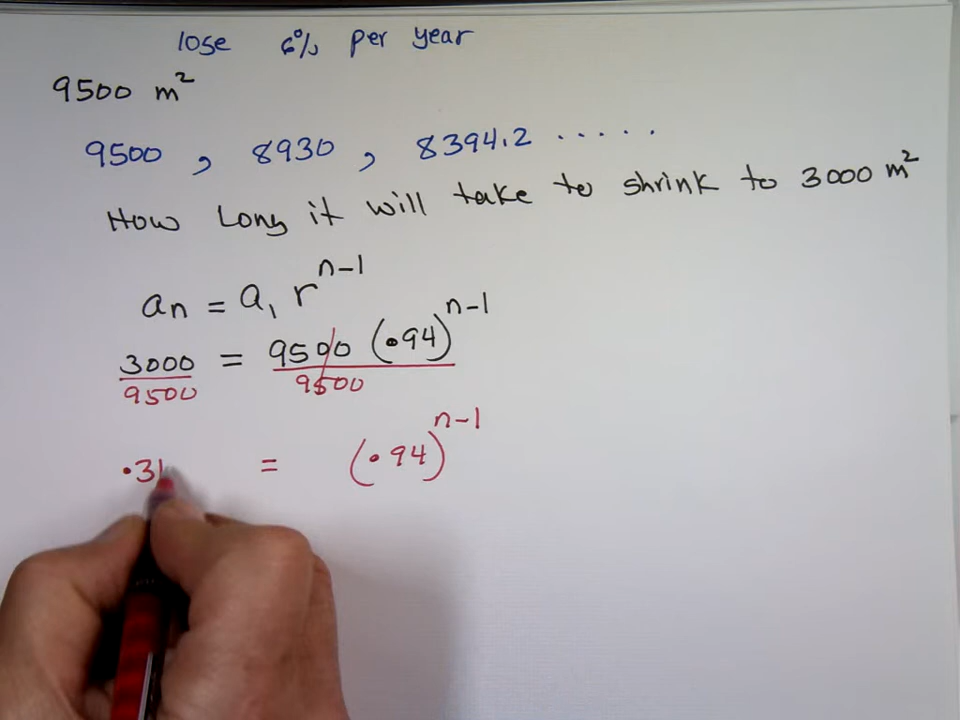 lose 6% per year
9500 m²
9500 , 8930 , 8394.2 ......
How Long it will take to shrink to 3000 m²
an = a₁ r^(n-1)
3000/9500 = 9500 (.94)^(n-1)/9500
.31 = (.94)^(n-1)